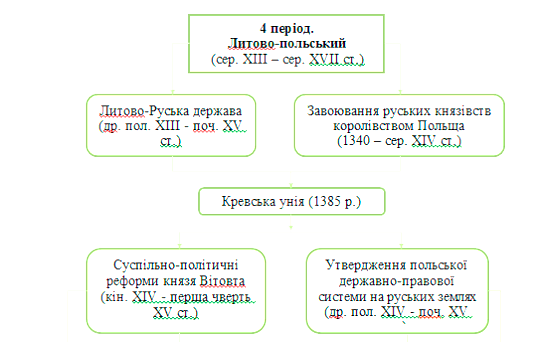 4 період.
Литово-польський
(сер. XIII – сер. XVII ст.)
Литово-Руська держава
(др. пол. XIII - поч. XV
ст.)
Завоювання руських князівств
королівством Польща
(1340 – сер. XIV ст.)
Кревська унія (1385 р.)
Суспільно-політичні
реформи князя Вітовта
(кін. XIV - перша чверть
XV ст.)
Утвердження польської
державно-правової
системи на руських землях
(др. пол. XIV - поч. XV